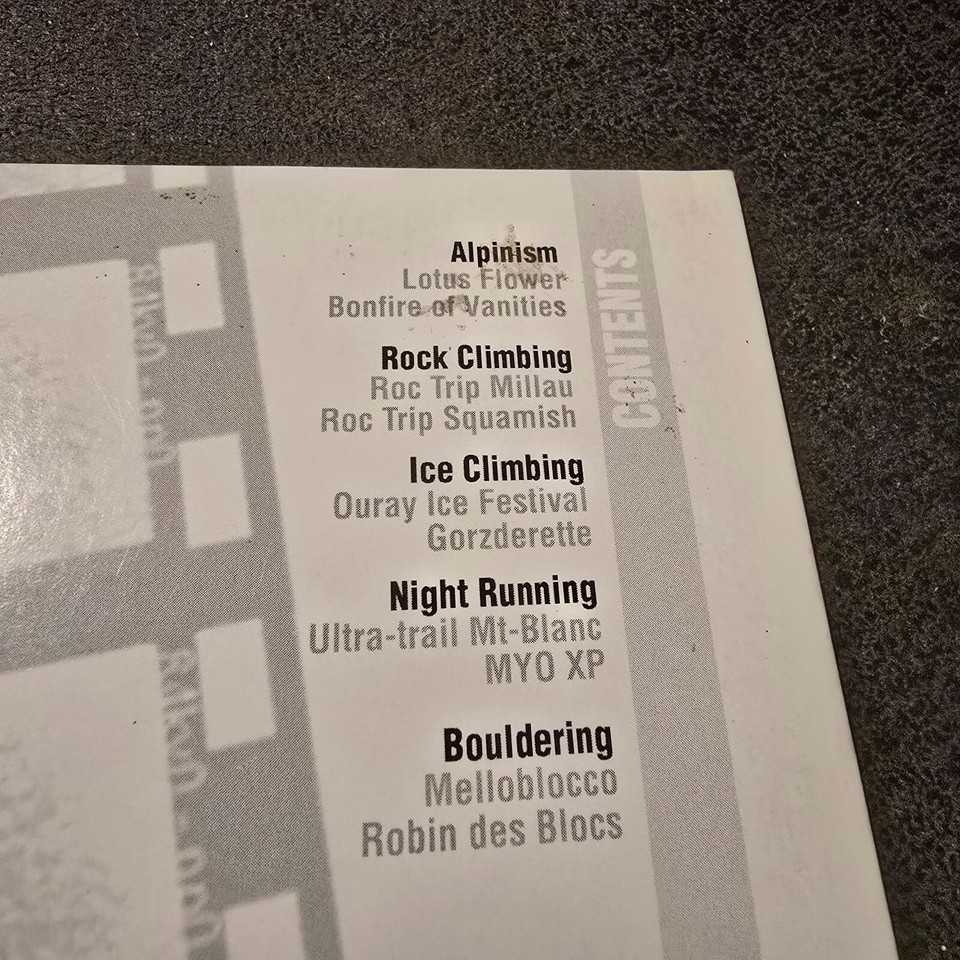 Alpinism
Lotus Flower
Bonfire of Vanities
Rock Climbing
Roc Trip Millau
Roc Trip Squamish
Ice Climbing
Ouray Ice Festival
Gorzderette
Night Running
Ultra-trail Mt-Blanc
MYO XP
Bouldering
Melloblocco
Robin des Blocs
CONTENTS